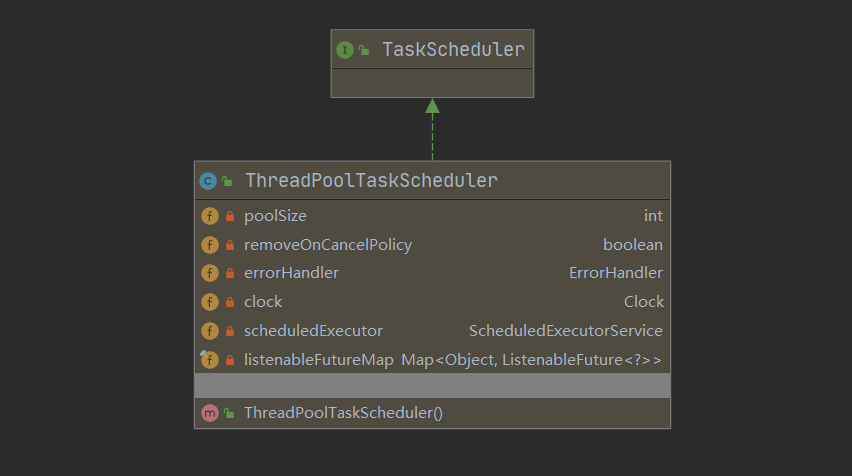 I TaskScheduler
C ThreadPoolTaskScheduler
f poolSize int
f removeOnCancelPolicy boolean
f errorHandler ErrorHandler
f clock Clock
f scheduledExecutor ScheduledExecutorService
f listenableFutureMap Map<Object, ListenableFuture<?>>
m ThreadPoolTaskScheduler()